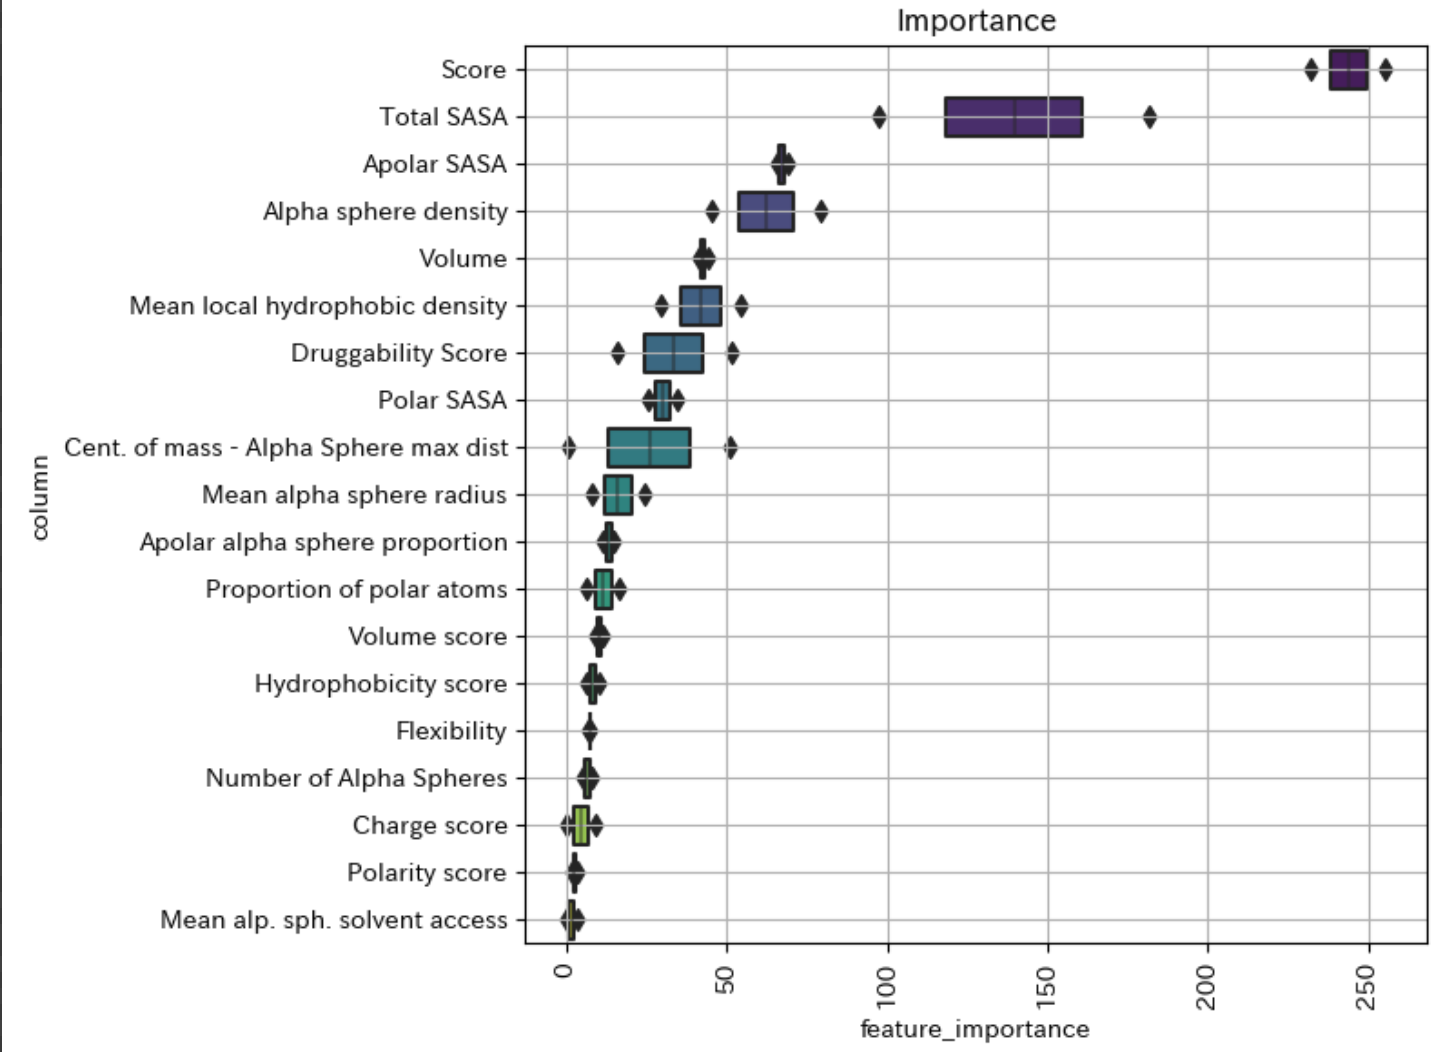 Importance
Score
Total SASA
Apolar SASA
Alpha sphere density
Volume
Mean local hydrophobic density
Druggability Score
Polar SASA
Cent. of mass - Alpha Sphere max dist
Mean alpha sphere radius
Apolar alpha sphere proportion
Proportion of polar atoms
Volume score
Hydrophobicity score
Flexibility
Number of Alpha Spheres
Charge score
Polarity score
Mean alp. sph. solvent access
column
0 50 100 150 200 250
feature_importance